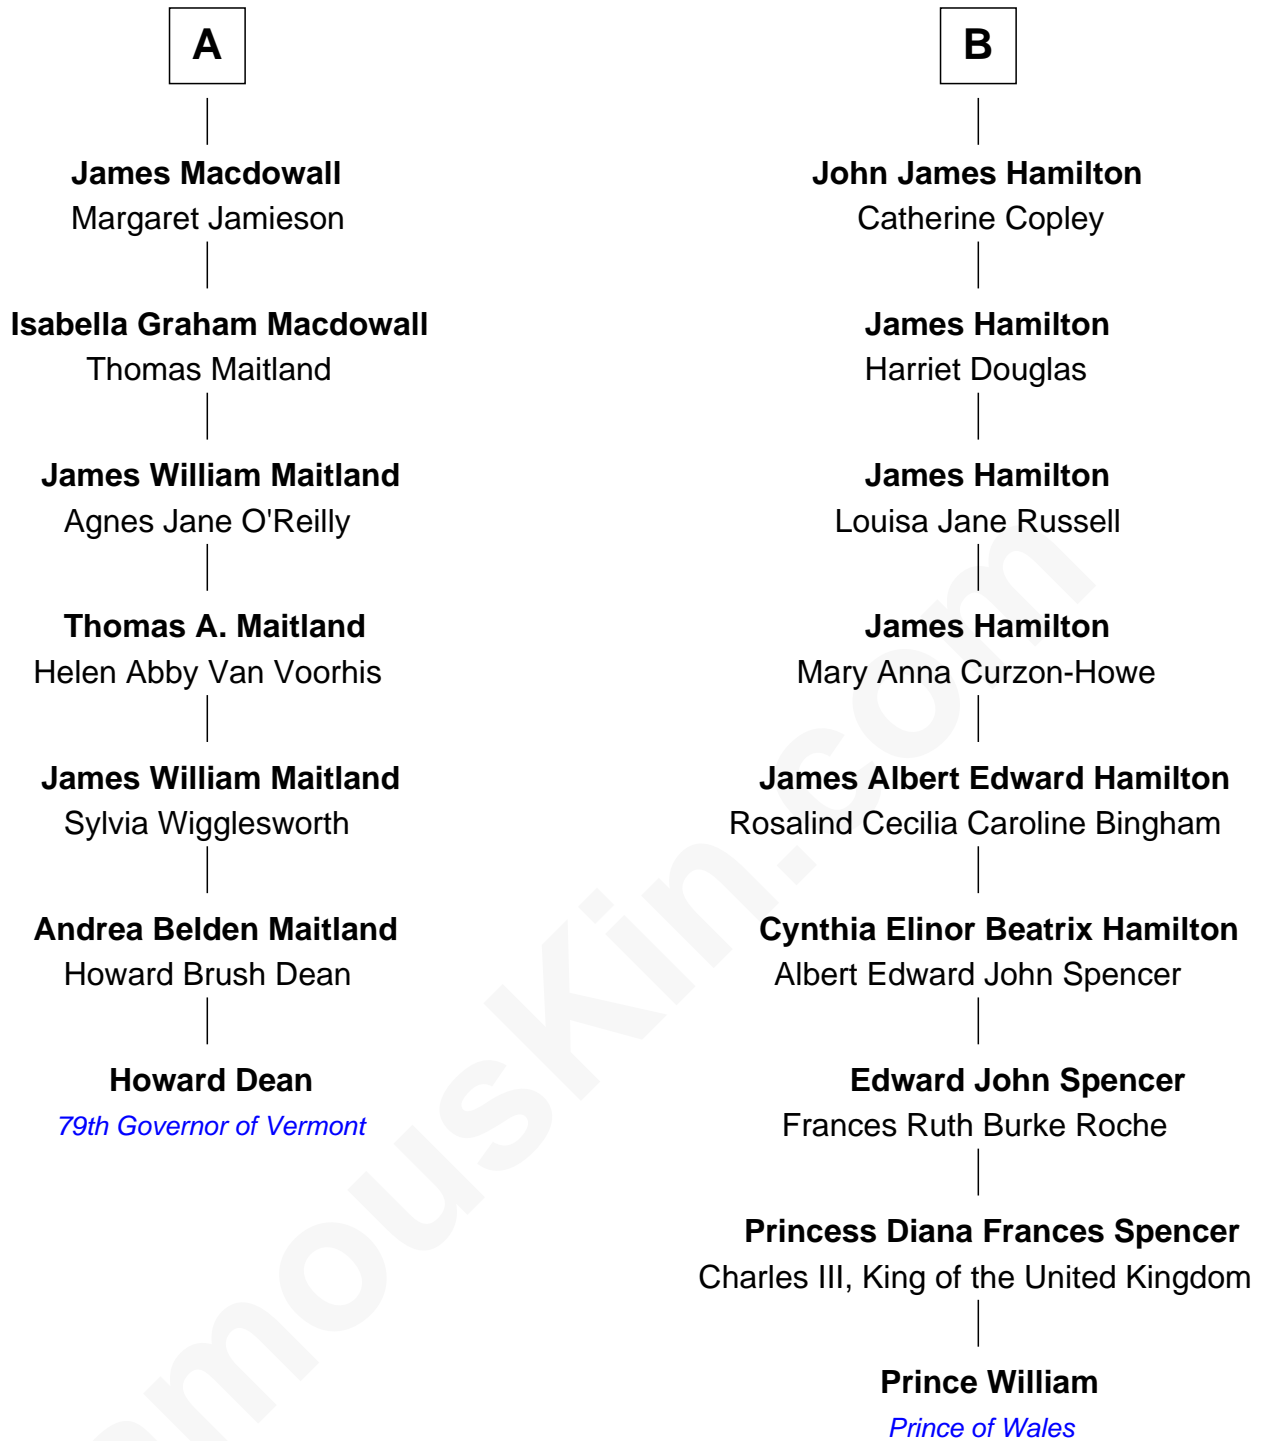 A
James Macdowall
Margaret Jamieson
Isabella Graham Macdowall
Thomas Maitland
James William Maitland
Agnes Jane O'Reilly
Thomas A. Maitland
Helen Abby Van Voorhis
James William Maitland
Sylvia Wigglesworth
Andrea Belden Maitland
Howard Brush Dean
Howard Dean
79th Governor of Vermont
B
John James Hamilton
Catherine Copley
James Hamilton
Harriet Douglas
James Hamilton
Louisa Jane Russell
James Hamilton
Mary Anna Curzon-Howe
James Albert Edward Hamilton
Rosalind Cecilia Caroline Bingham
Cynthia Elinor Beatrix Hamilton
Albert Edward John Spencer
Edward John Spencer
Frances Ruth Burke Roche
Princess Diana Frances Spencer
Charles III, King of the United Kingdom
Prince William
Prince of Wales
mouskin.com